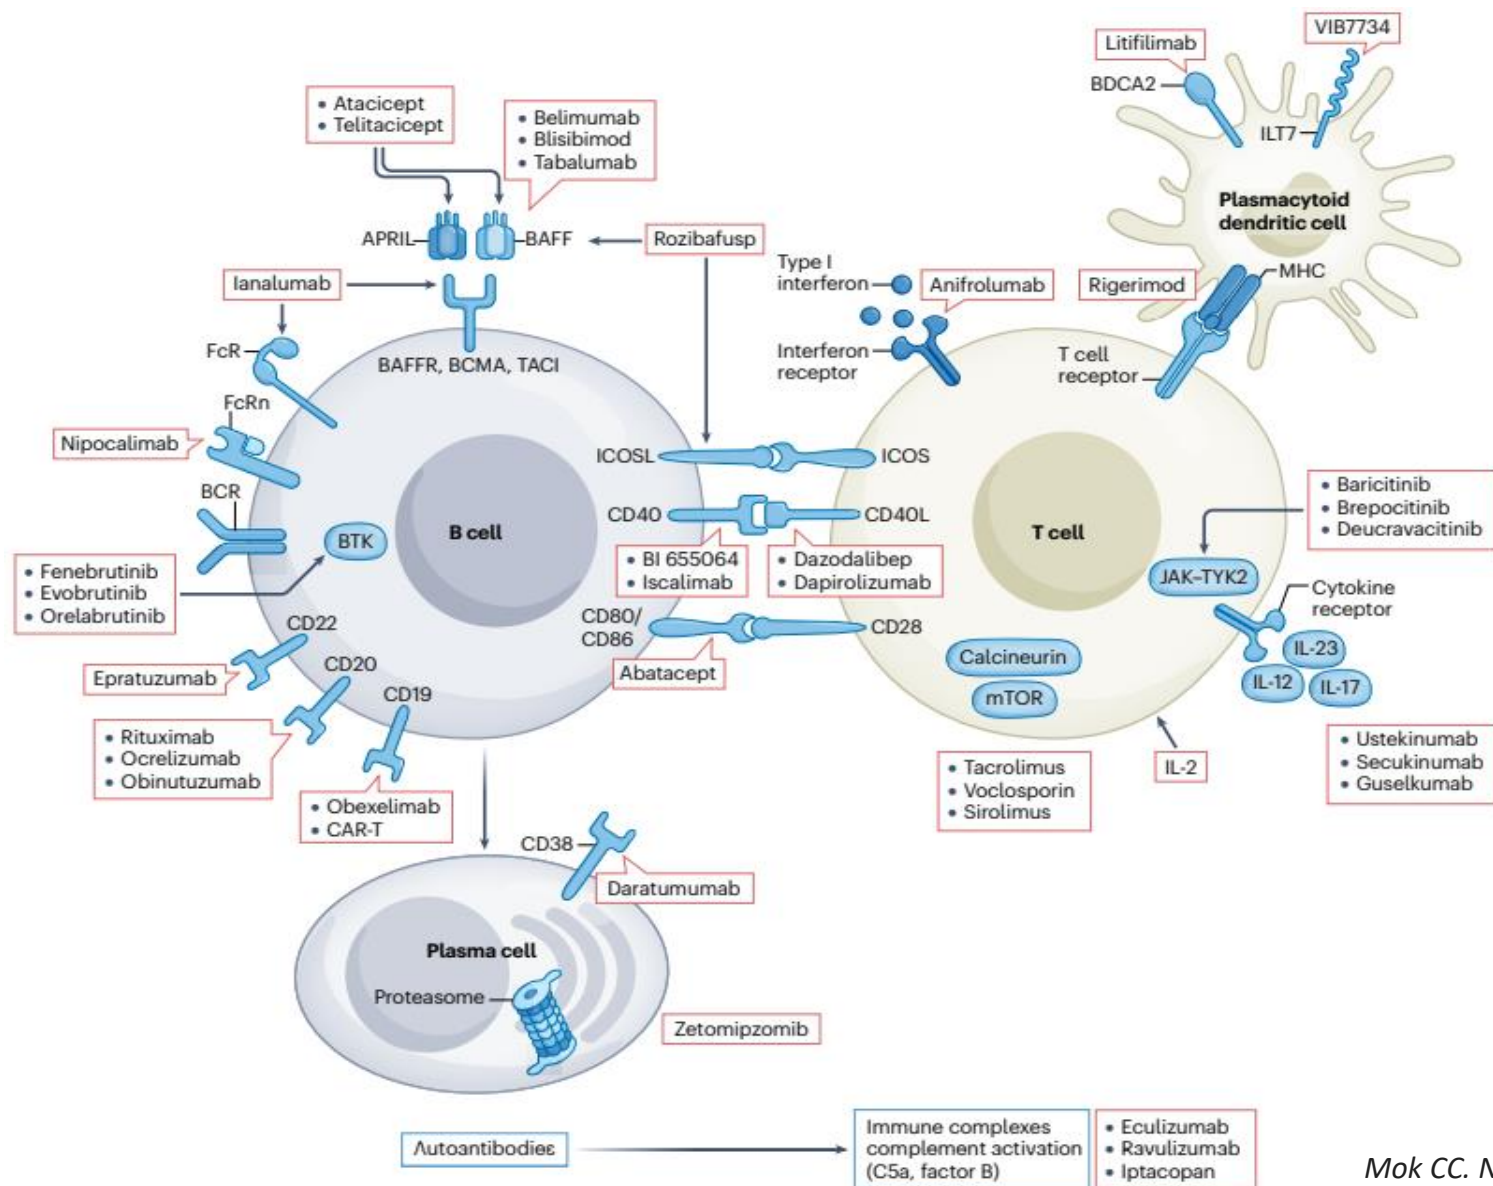 Litifilimab
VIB7734
BDCA2
ILT7
• Atacicept
• Telitacicept
• Belimumab
• Blisibimod
• Tabalumab
Plasmacytoid
dendritic cell
APRIL
BAFF
Rozibafusp
Type I
interferon
Anifrolumab
Rigerimod
MHC
Ianalumab
FcR
BAFFR, BCMA, TACI
Interferon
receptor
T cell
receptor
FcRn
Nipocalimab
ICOSL
ICOS
BCR
BTK
B cell
CD40
CD40L
T cell
• Baricitinib
• Brepocitinib
• Deucravacitinib
• Fenebrutinib
• Evobrutinib
• Orelabrutinib
• BI 655064
• Iscalimab
• Dazodalibep
• Dapirolizumab
JAK–TYK2
Cytokine
receptor
CD22
CD80/
CD86
CD28
Epratuzumab
CD20
Abatacept
Calcineurin
mTOR
IL-23
IL-12
IL-17
CD19
• Rituximab
• Ocrelizumab
• Obinutuzumab
• Obexelimab
• CAR-T
• Tacrolimus
• Voclosporin
• Sirolimus
IL-2
• Ustekinumab
• Secukinumab
• Guselkumab
CD38
Daratumumab
Plasma cell
Proteasome
Zetomipzomib
Autoantibodies
Immune complexes
complement activation
(C5a, factor B)
• Eculizumab
• Ravulizumab
• Iptacopan
Mok CC. N